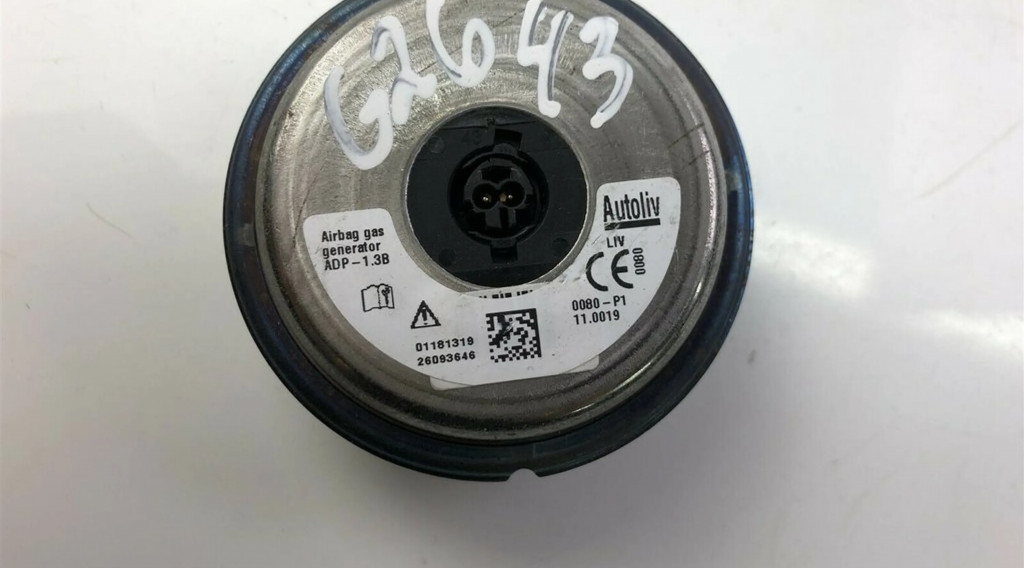 G2643
Airbag gas
generator
ADP-1.3B
01181319
26093646
Autoliv
LIV
CE
0080
0080-P1
11.0019